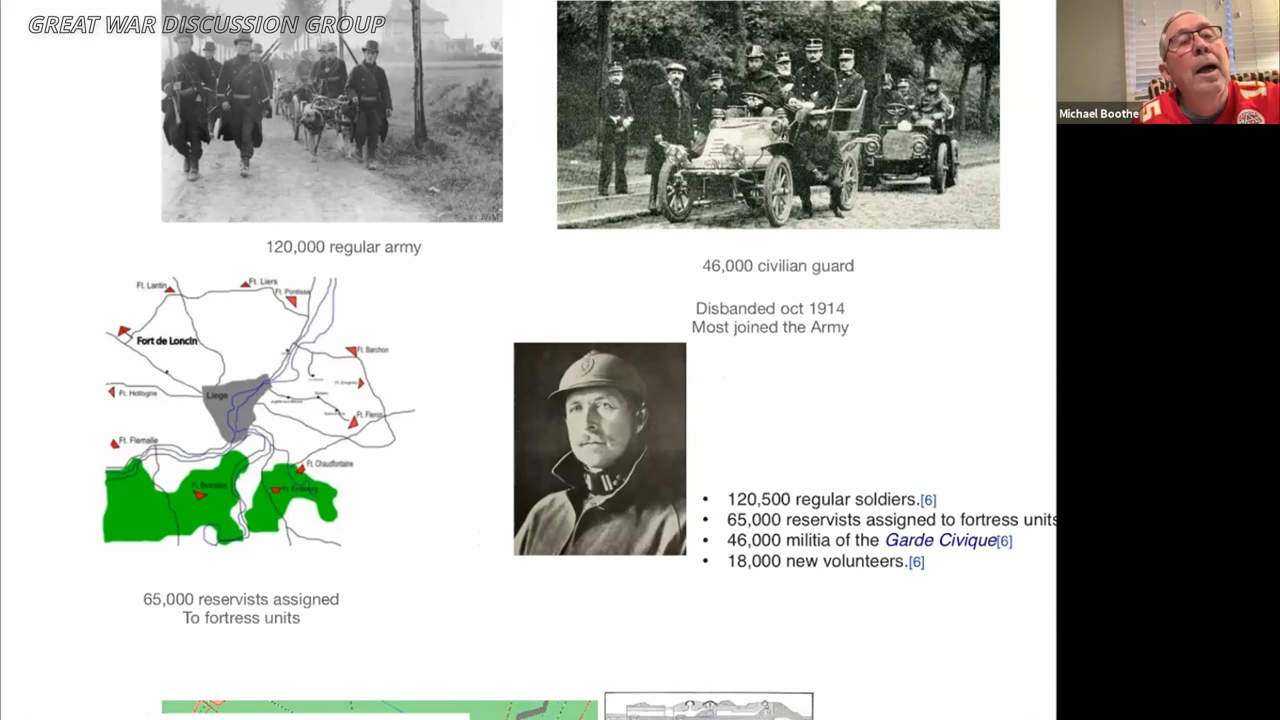 GREAT WAR DISCUSSION GROUP
Michael Boothe
120,000 regular army
46,000 civilian guard
Disbanded oct 1914
Most joined the Army
Ft. Lantin
Ft. Liers
Ft. Pontisse
Fort de Loncin
Ft. Barchon
Ft. Hollogne
Liege
Ft. Fleron
Ft. Flemalle
Ft. Chaudfontaine
120,500 regular soldiers.[6]
65,000 reservists assigned to fortress units
46,000 militia of the Garde Civique[6]
18,000 new volunteers.[6]
65,000 reservists assigned
To fortress units